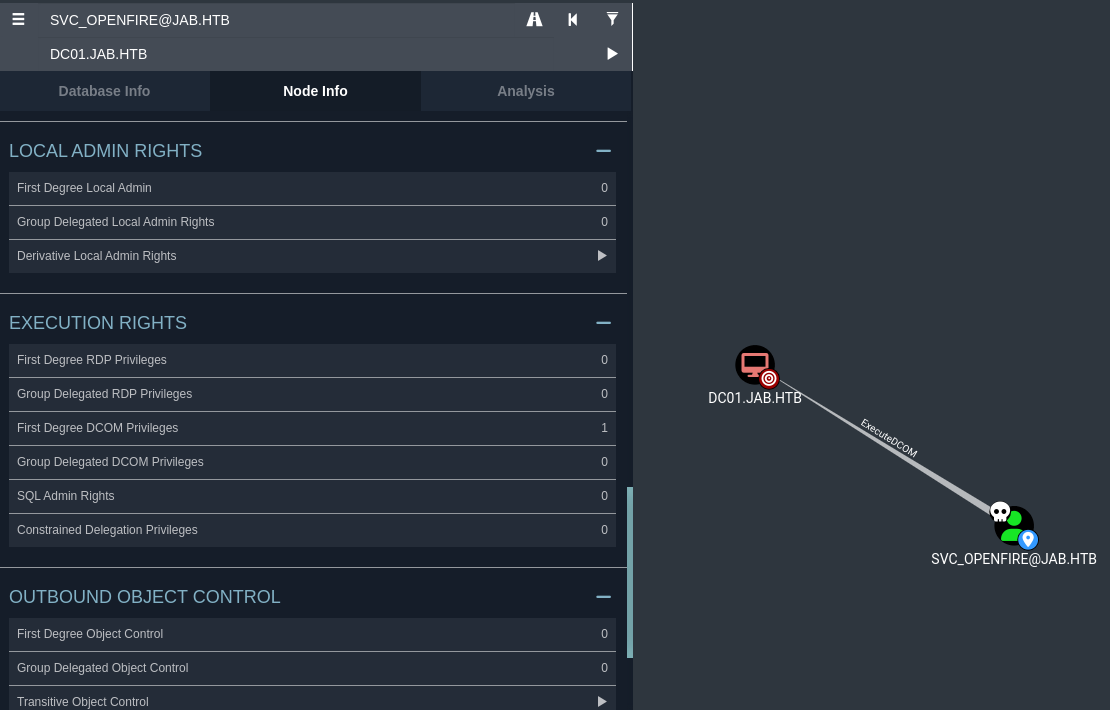 SVC_OPENFIRE@JAB.HTB
DC01.JAB.HTB
Database Info
Node Info
Analysis
LOCAL ADMIN RIGHTS
First Degree Local Admin 0
Group Delegated Local Admin Rights 0
Derivative Local Admin Rights
EXECUTION RIGHTS
First Degree RDP Privileges 0
Group Delegated RDP Privileges 0
First Degree DCOM Privileges 1
Group Delegated DCOM Privileges 0
SQL Admin Rights 0
Constrained Delegation Privileges 0
OUTBOUND OBJECT CONTROL
First Degree Object Control 0
Group Delegated Object Control 0
Transitive Object Control
DC01.JAB.HTB
ExecuteDCOM
SVC_OPENFIRE@JAB.HTB